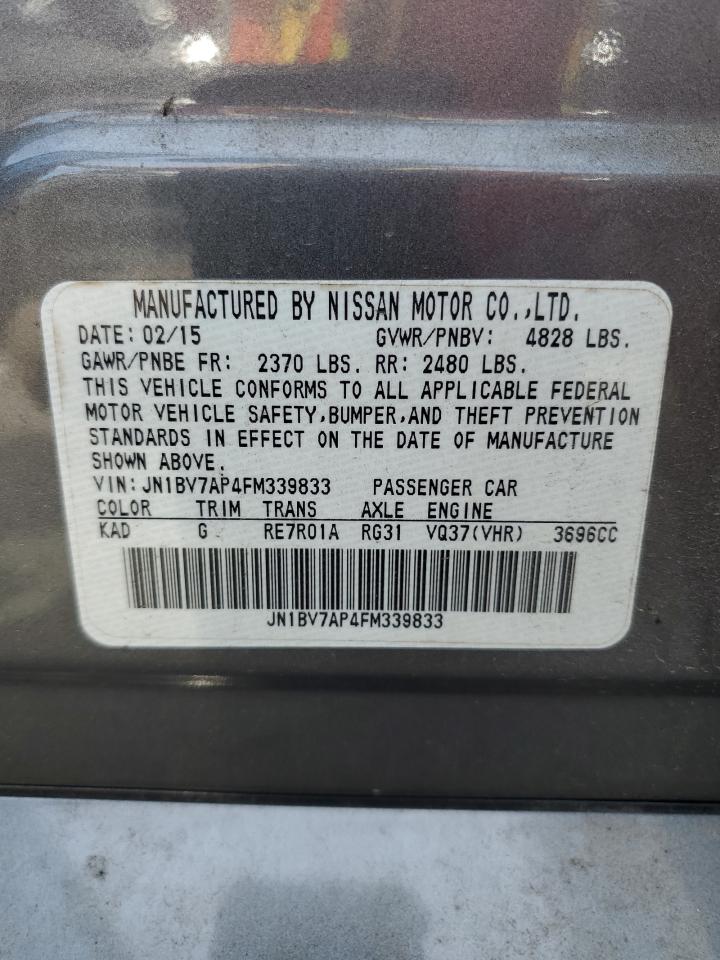 MANUFACTURED BY NISSAN MOTOR CO.,LTD.
DATE: 02/15 GVWR/PNBV: 4828 LBS.
GAWR/PNBE FR: 2370 LBS. RR: 2480 LBS.
THIS VEHICLE CONFORMS TO ALL APPLICABLE FEDERAL
MOTOR VEHICLE SAFETY,BUMPER,AND THEFT PREVENTION
STANDARDS IN EFFECT ON THE DATE OF MANUFACTURE
SHOWN ABOVE.
VIN: JN1BV7AP4FM339833 PASSENGER CAR
COLOR TRIM TRANS AXLE ENGINE
KAD G RE7R01A RG31 VQ37(VHR) 3696CC
JN1BV7AP4FM339833